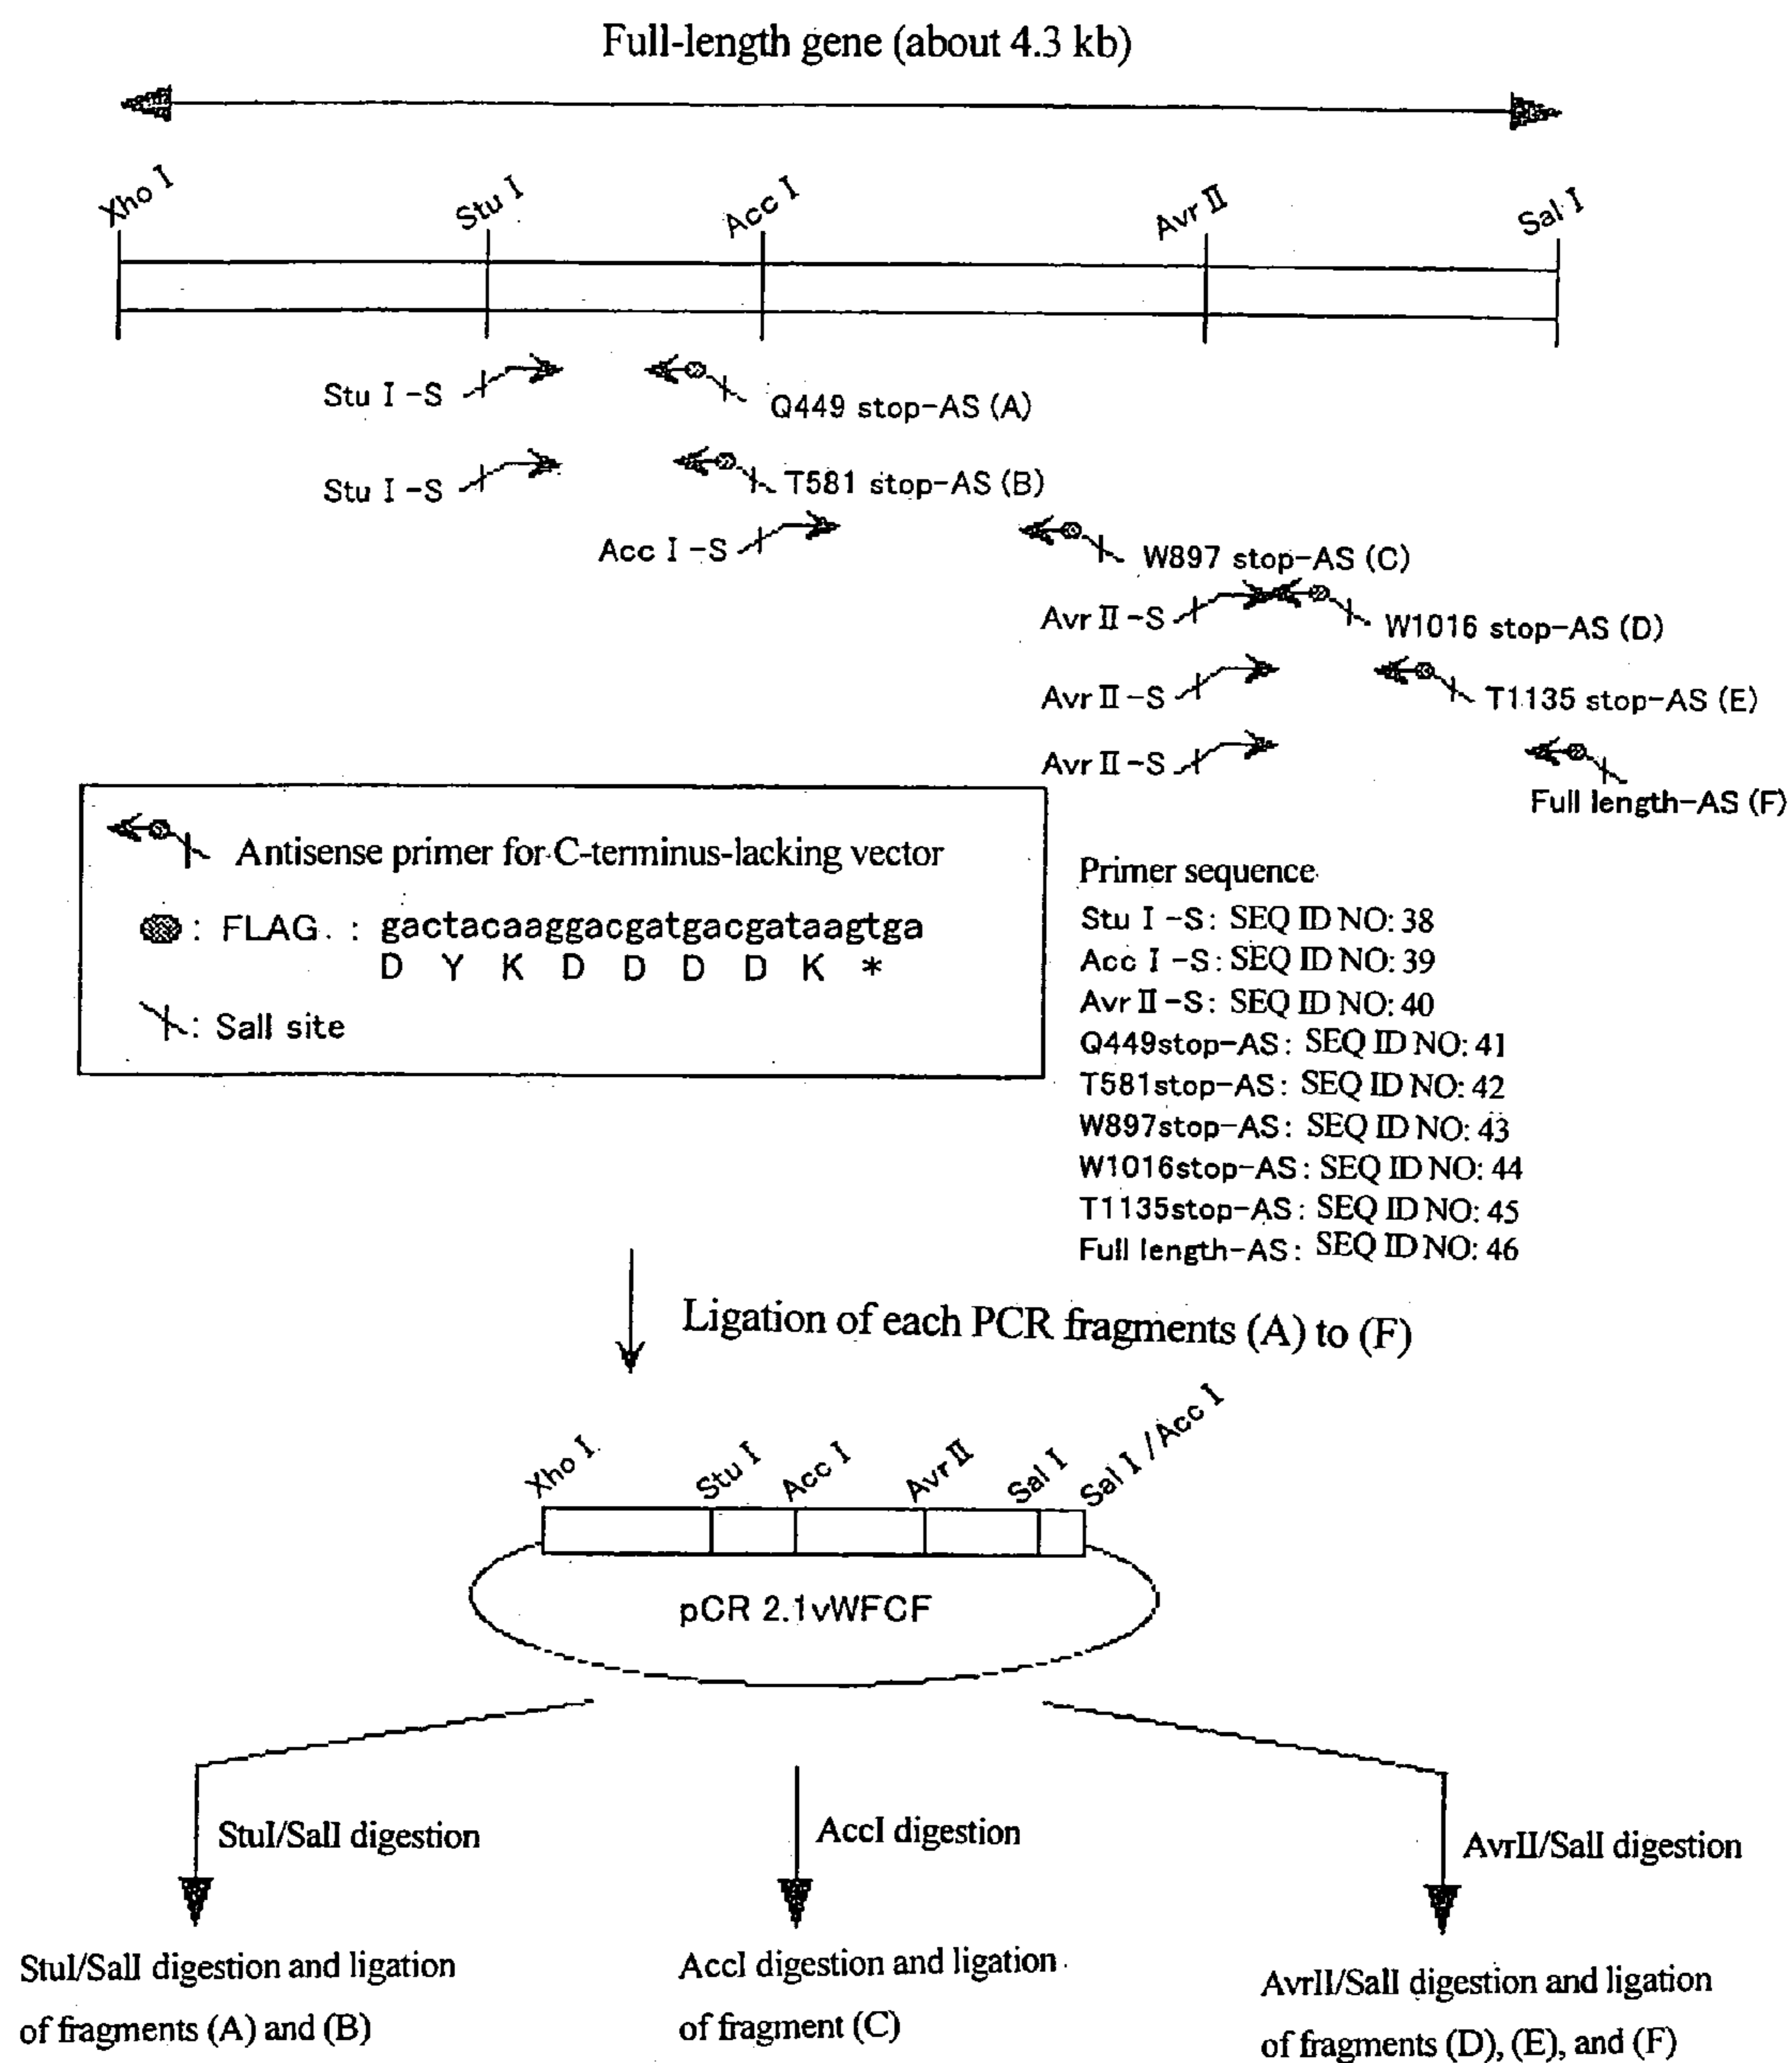 Full-length gene (about 4.3 kb)
Xho I
Stu I
Acc I
Avr II
Sal I
Stu I -S
Q449 stop-AS (A)
Stu I -S
T581 stop-AS (B)
Acc I -S
W897 stop-AS (C)
Avr II -S
W1016 stop-AS (D)
Avr II -S
T1135 stop-AS (E)
Avr II -S
Full length-AS (F)
Antisense primer for C-terminus-lacking vector
: FLAG : gactacaaggacgatgacgataagtga
D Y K D D D D K *
: SalI site
Primer sequence
Stu I -S: SEQ ID NO: 38
Acc I -S: SEQ ID NO: 39
Avr II -S: SEQ ID NO: 40
Q449stop-AS: SEQ ID NO: 41
T581stop-AS: SEQ ID NO: 42
W897stop-AS: SEQ ID NO: 43
W1016stop-AS: SEQ ID NO: 44
T1135stop-AS: SEQ ID NO: 45
Full length-AS: SEQ ID NO: 46
Ligation of each PCR fragments (A) to (F)
Xho I
Stu I
Acc I
Avr II
Sal I
Sal I /Acc I
pCR 2.1vWFCF
StuI/SalI digestion
AccI digestion
AvrII/SalI digestion
StuI/SalI digestion and ligation
of fragments (A) and (B)
AccI digestion and ligation
of fragment (C)
AvrII/SalI digestion and ligation
of fragments (D), (E), and (F)